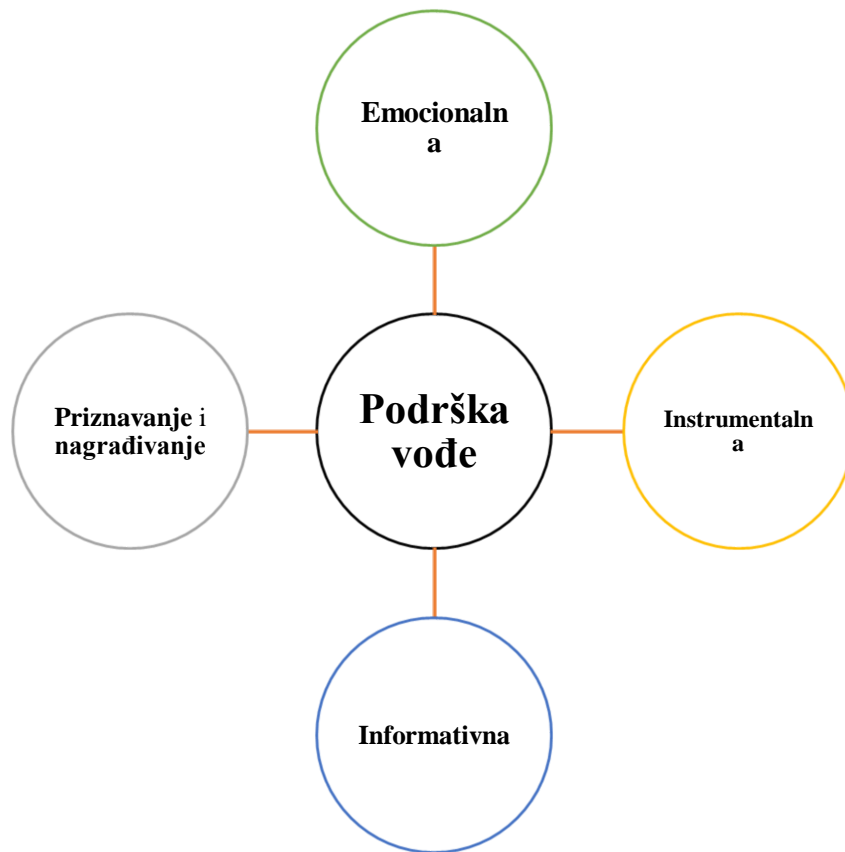 Emocionaln
a
Priznavanje i
nagrađivanje
Podrška
vođe
Instrumentaln
a
Informativna